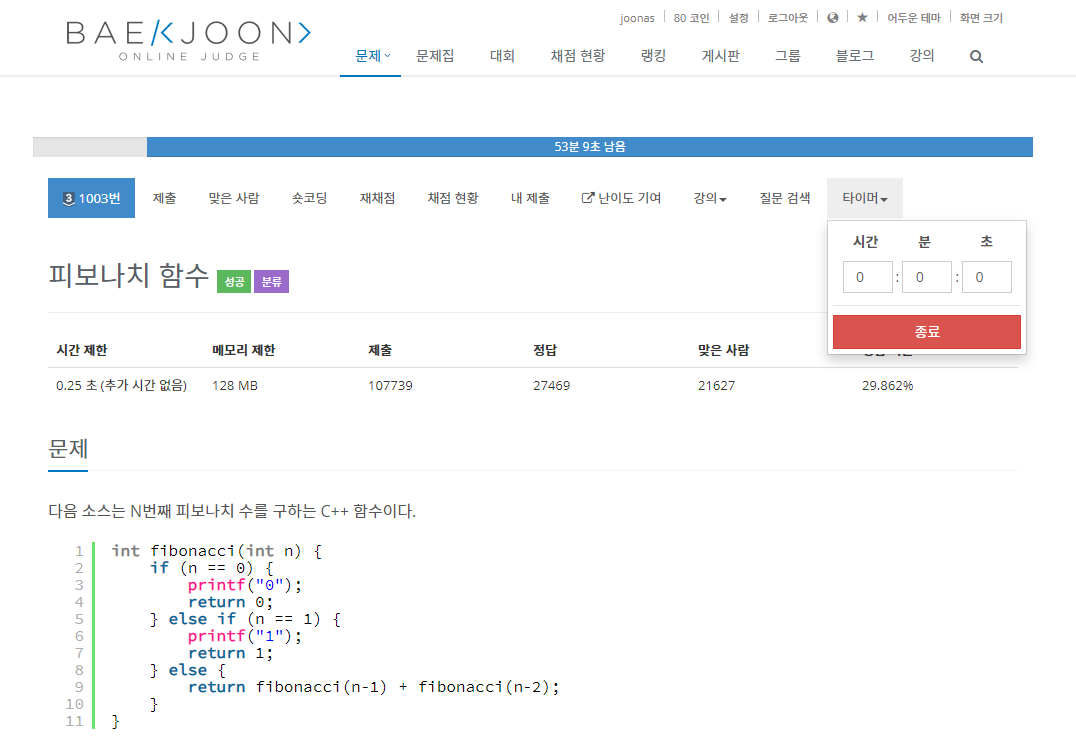 joonas 80 코인 설정 로그아웃 어두운 테마 화면 크기
BAEKJOON>
ONLINE JUDGE
문제 문제집 대회 채점 현황 랭킹 게시판 그룹 블로그 강의
53분 9초 남음
3 1003번 제출 맞은 사람 숏코딩 재채점 채점 현황 내 제출 난이도 기여 강의 질문 검색 타이머
시간 분 초
0 : 0 : 0
종료
피보나치 함수 성공 분류
시간 제한 메모리 제한 제출 정답 맞은 사람
0.25 초 (추가 시간 없음) 128 MB 107739 27469 21627 29.862%
문제
다음 소스는 N번째 피보나치 수를 구하는 C++ 함수이다.
1 int fibonacci(int n) {
2 if (n == 0) {
3 printf("0");
4 return 0;
5 } else if (n == 1) {
6 printf("1");
7 return 1;
8 } else {
9 return fibonacci(n-1) + fibonacci(n-2);
10 }
11 }